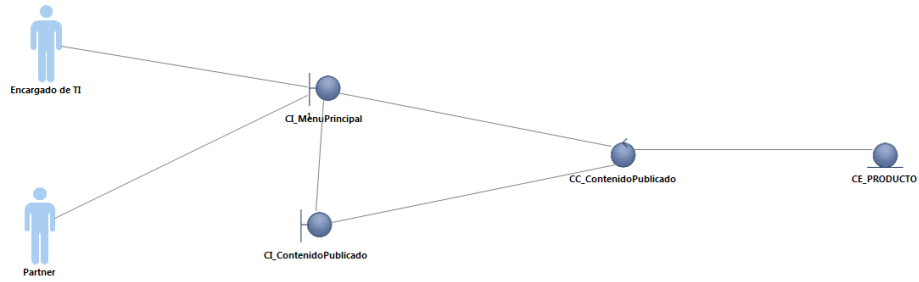 Encargado de TI
CI_MenuPrincipal
CC_ContenidoPublicado
CE_PRODUCTO
CI_ContenidoPublicado
Partner